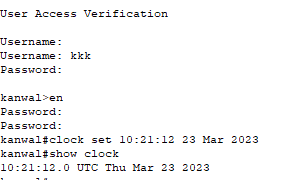 User Access Verification
Username:
Username: kkk
Password:
kanwal>en
Password:
Password:
kanwal#clock set 10:21:12 23 Mar 2023
kanwal#show clock
10:21:12.0 UTC Thu Mar 23 2023